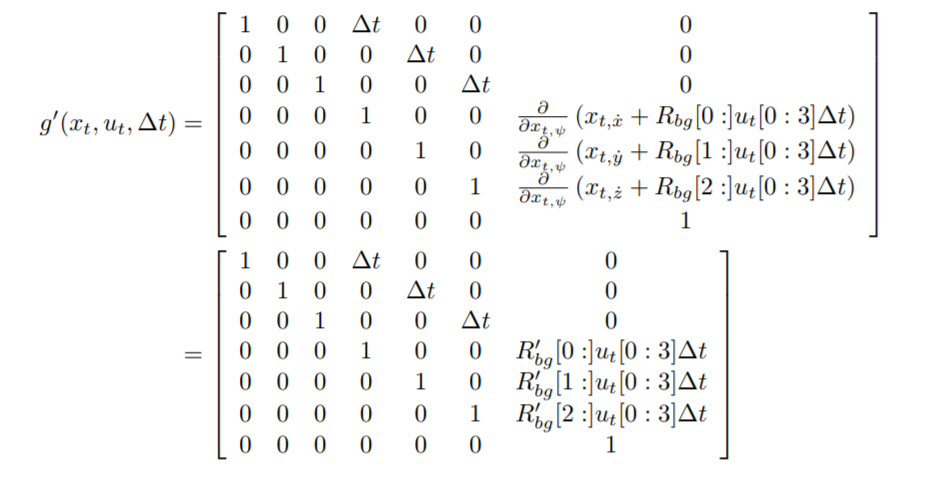 1 0 0 Δt 0 0 0
0 1 0 0 Δt 0 0
0 0 1 0 0 Δt 0
g′(x_t, u_t, Δt) = 0 0 0 1 0 0 ∂/∂x_{t,ψ} (x_{t,ẋ} + R_{bg}[0 :]u_t[0 : 3]Δt)
0 0 0 0 1 0 ∂/∂x_{t,ψ} (x_{t,ẏ} + R_{bg}[1 :]u_t[0 : 3]Δt)
0 0 0 0 0 1 ∂/∂x_{t,ψ} (x_{t,ż} + R_{bg}[2 :]u_t[0 : 3]Δt)
0 0 0 0 0 0 1
1 0 0 Δt 0 0 0
0 1 0 0 Δt 0 0
0 0 1 0 0 Δt 0
= 0 0 0 1 0 0 R′_{bg}[0 :]u_t[0 : 3]Δt
0 0 0 0 1 0 R′_{bg}[1 :]u_t[0 : 3]Δt
0 0 0 0 0 1 R′_{bg}[2 :]u_t[0 : 3]Δt
0 0 0 0 0 0 1